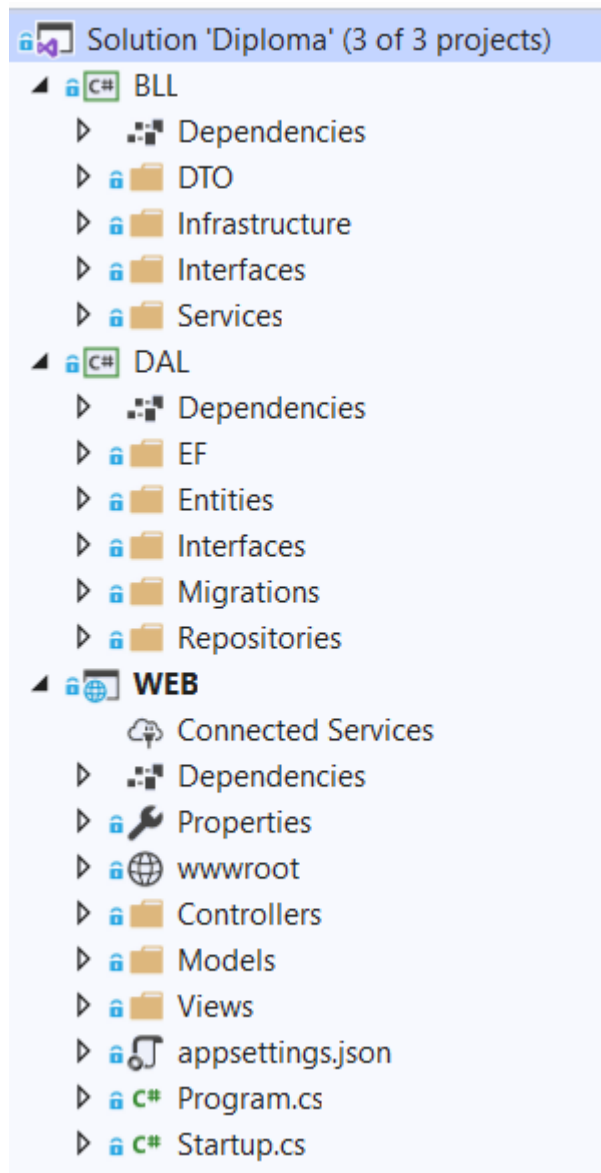 Solution 'Diploma' (3 of 3 projects)
C# BLL
Dependencies
DTO
Infrastructure
Interfaces
Services
C# DAL
Dependencies
EF
Entities
Interfaces
Migrations
Repositories
WEB
Connected Services
Dependencies
Properties
wwwroot
Controllers
Models
Views
appsettings.json
C# Program.cs
C# Startup.cs